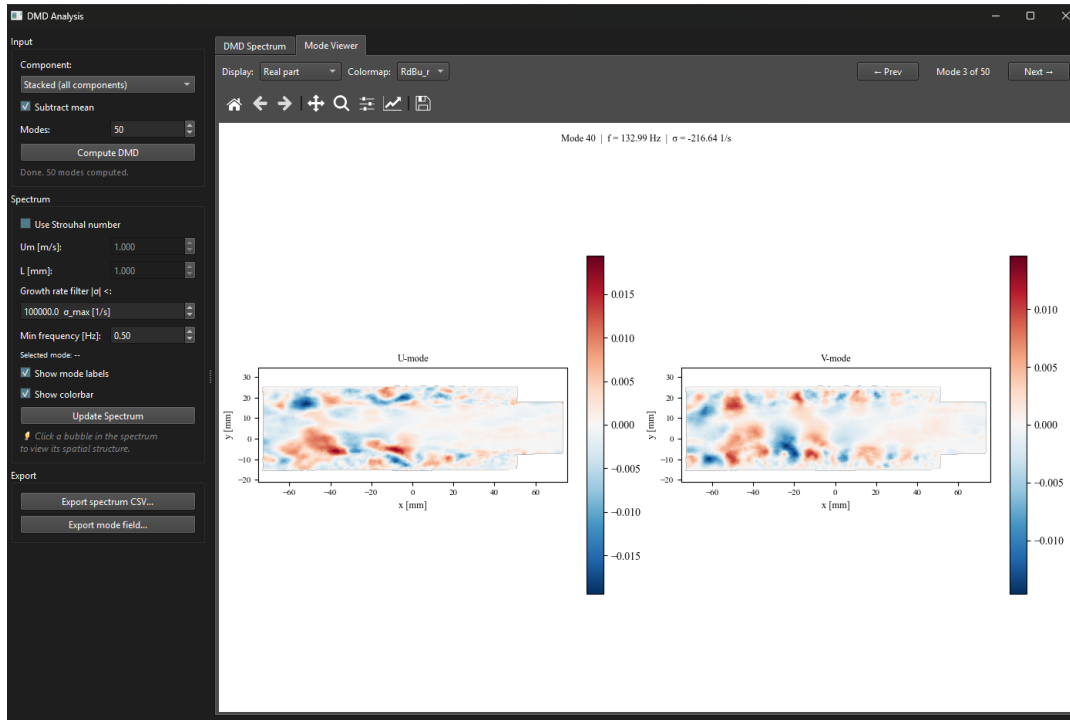 DMD Analysis
Input
Component:
Stacked (all components)
Subtract mean
Modes: 50
Compute DMD
Done. 50 modes computed.
Spectrum
Use Strouhal number
Um [m/s]: 1.000
L [mm]: 1.000
Growth rate filter |σ| <:
100000.0 σ_max [1/s]
Min frequency [Hz]: 0.50
Selected mode: --
Show mode labels
Show colorbar
Update Spectrum
Click a bubble in the spectrum
to view its spatial structure.
Export
Export spectrum CSV...
Export mode field...
DMD Spectrum Mode Viewer
Display: Real part Colormap: RdBu_r ← Prev Mode 3 of 50 Next →
Mode 40 | f = 132.99 Hz | σ = -216.64 1/s
U-mode
30
20
10
0
−10
−20
y [mm]
−60 −40 −20 0 20 40 60
x [mm]
0.015
0.010
0.005
0.000
−0.005
−0.010
−0.015
V-mode
30
20
10
0
−10
−20
y [mm]
−60 −40 −20 0 20 40 60
x [mm]
0.010
0.005
0.000
−0.005
−0.010